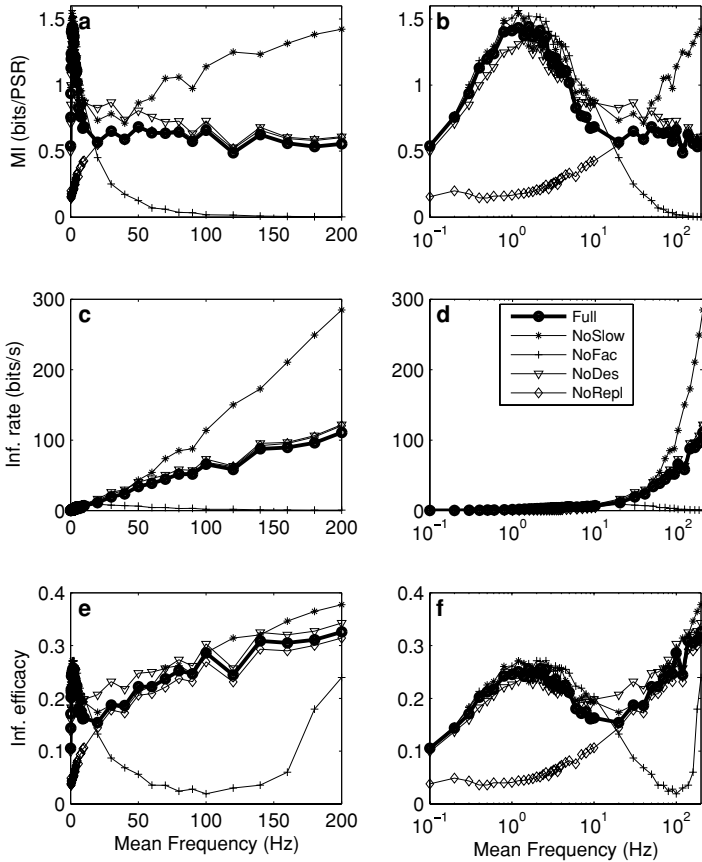 a
b
1.5
1
0.5
0
MI (bits/PSR)
0 50 100 150 200
1.5
1
0.5
0
10⁻¹ 10⁰ 10¹ 10²
c
d
300
200
100
0
Inf. rate (bits/s)
0 50 100 150 200
300
200
100
0
10⁻¹ 10⁰ 10¹ 10²
Full
NoSlow
NoFac
NoDes
NoRepl
e
f
0.4
0.3
0.2
0.1
0
Inf. efficacy
0 50 100 150 200
Mean Frequency (Hz)
0.4
0.3
0.2
0.1
0
10⁻¹ 10⁰ 10¹ 10²
Mean Frequency (Hz)